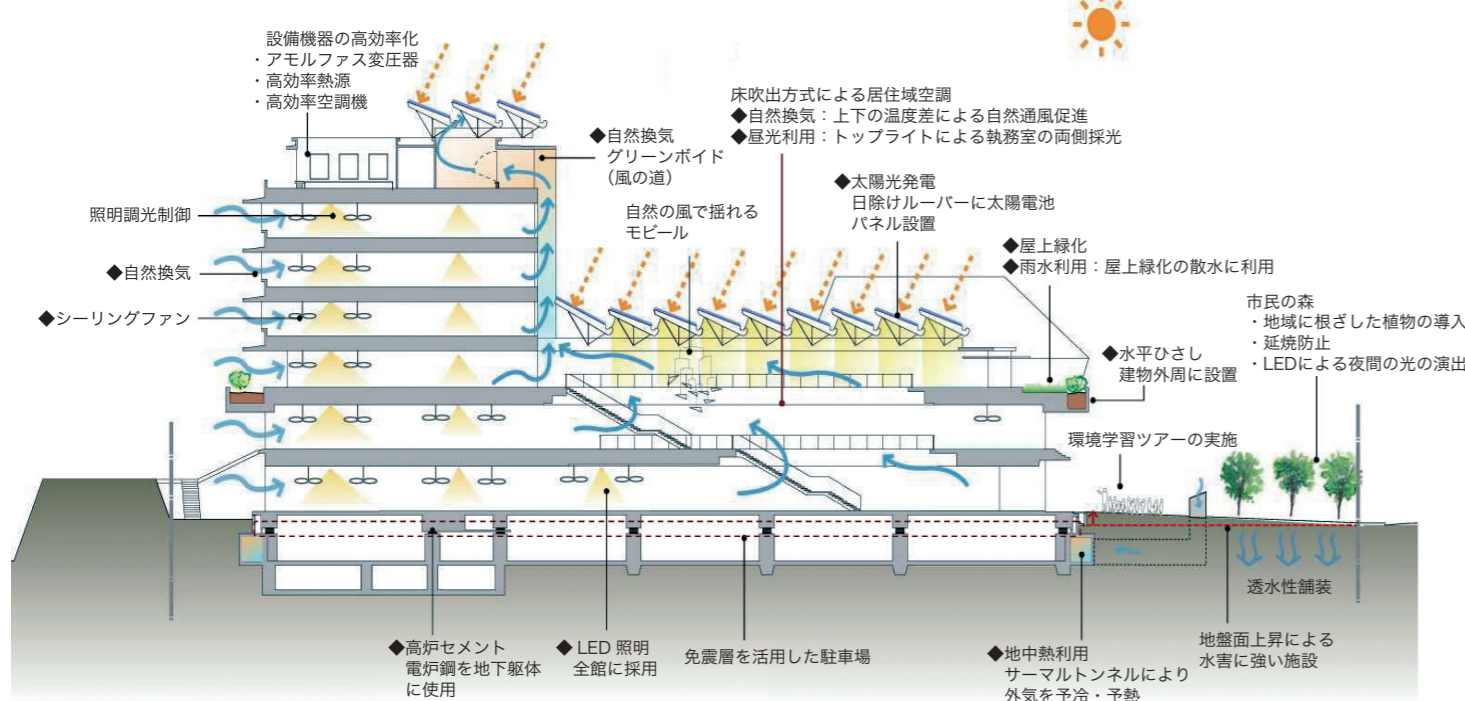 設備機器の高効率化
・アモルファス変圧器
・高効率熱源
・高効率空調機
床吹出方式による居住域空調
◆自然換気：上下の温度差による自然通風促進
◆昼光利用：トップライトによる執務室の両側採光
◆自然換気
グリーンボイド
（風の道）
◆太陽光発電
日除けルーバーに太陽電池
パネル設置
照明調光制御
自然の風で揺れる
モビール
◆屋上緑化
◆雨水利用：屋上緑化の散水に利用
◆自然換気
市民の森
・地域に根ざした植物の導入
・延焼防止
・LEDによる夜間の光の演出
◆シーリングファン
◆水平ひさし
建物外周に設置
環境学習ツアーの実施
透水性舗装
◆高炉セメント
電炉鋼を地下躯体
に使用
◆LED 照明
全館に採用
免震層を活用した駐車場
◆地中熱利用
サーマルトンネルにより
外気を予冷・予熱
地盤面上昇による
水害に強い施設